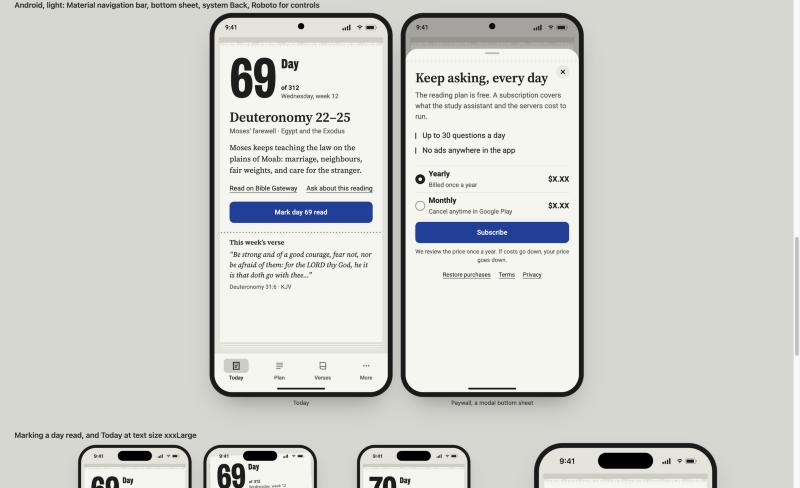 Android, light: Material navigation bar, bottom sheet, system Back, Roboto for controls
9:41
69
Day
of 312
Wednesday, week 12
Deuteronomy 22–25
Moses' farewell · Egypt and the Exodus
Moses keeps teaching the law on the
plains of Moab: marriage, neighbours,
fair weights, and care for the stranger.
Read on Bible Gateway
Ask about this reading
Mark day 69 read
This week's verse
"Be strong and of a good courage, fear not, nor
be afraid of them: for the LORD thy God, he it
is that doth go with thee…"
Deuteronomy 31:6 · KJV
Today
Plan
Verses
More
Today
9:41
Keep asking, every day
The reading plan is free. A subscription covers
what the study assistant and the servers cost to
run.
Up to 30 questions a day
No ads anywhere in the app
Yearly
Billed once a year
$X.XX
Monthly
Cancel anytime in Google Play
$X.XX
Subscribe
We review the price once a year. If costs go down, your price
goes down.
Restore purchases
Terms
Privacy
Paywall, a modal bottom sheet
Marking a day read, and Today at text size xxxLarge
9:41
69
Day
9:41
69
Day
of 312
Wednesday, week 12
9:41
70
Day
9:41